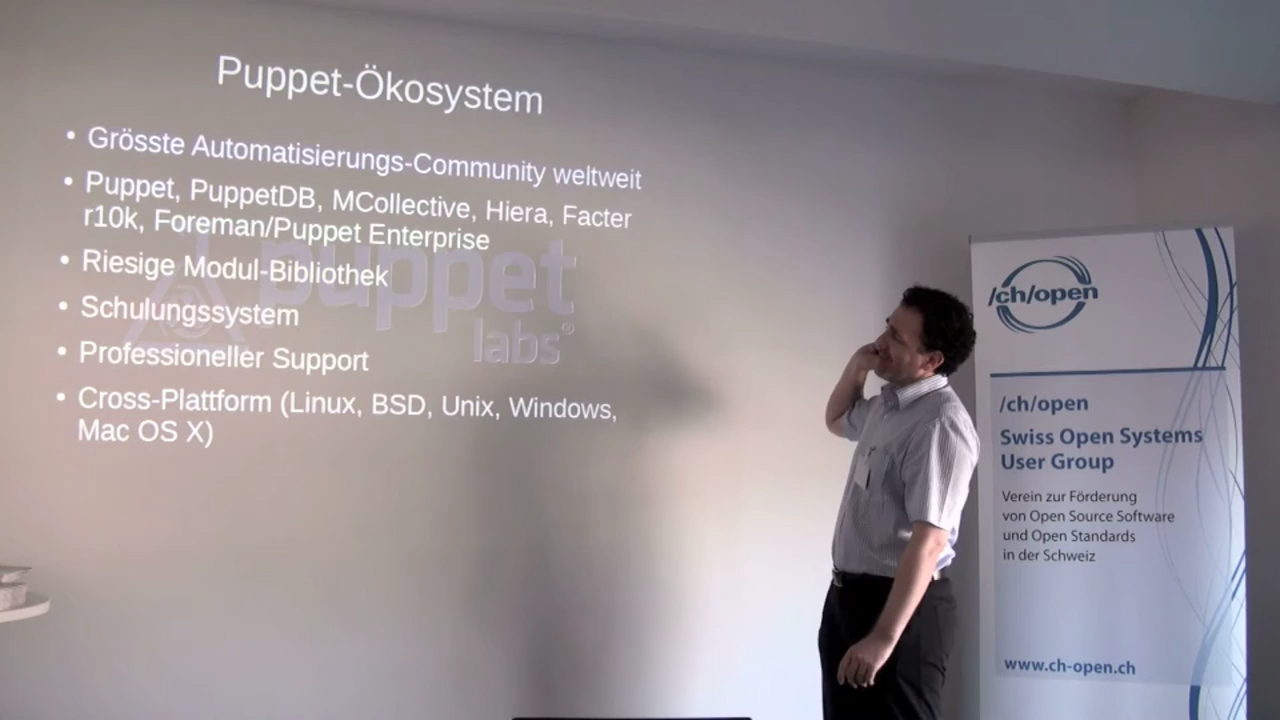 Puppet-Ökosystem
• Grösste Automatisierungs-Community weltweit
• Puppet, PuppetDB, MCollective, Hiera, Facter
r10k, Foreman/Puppet Enterprise
• Riesige Modul-Bibliothek
• Schulungssystem
• Professioneller Support
• Cross-Plattform (Linux, BSD, Unix, Windows,
Mac OS X)
puppet
labs®
/ch/open
/ch/open
Swiss Open Systems
User Group
Verein zur Förderung
von Open Source Software
und Open Standards
in der Schweiz
www.ch-open.ch